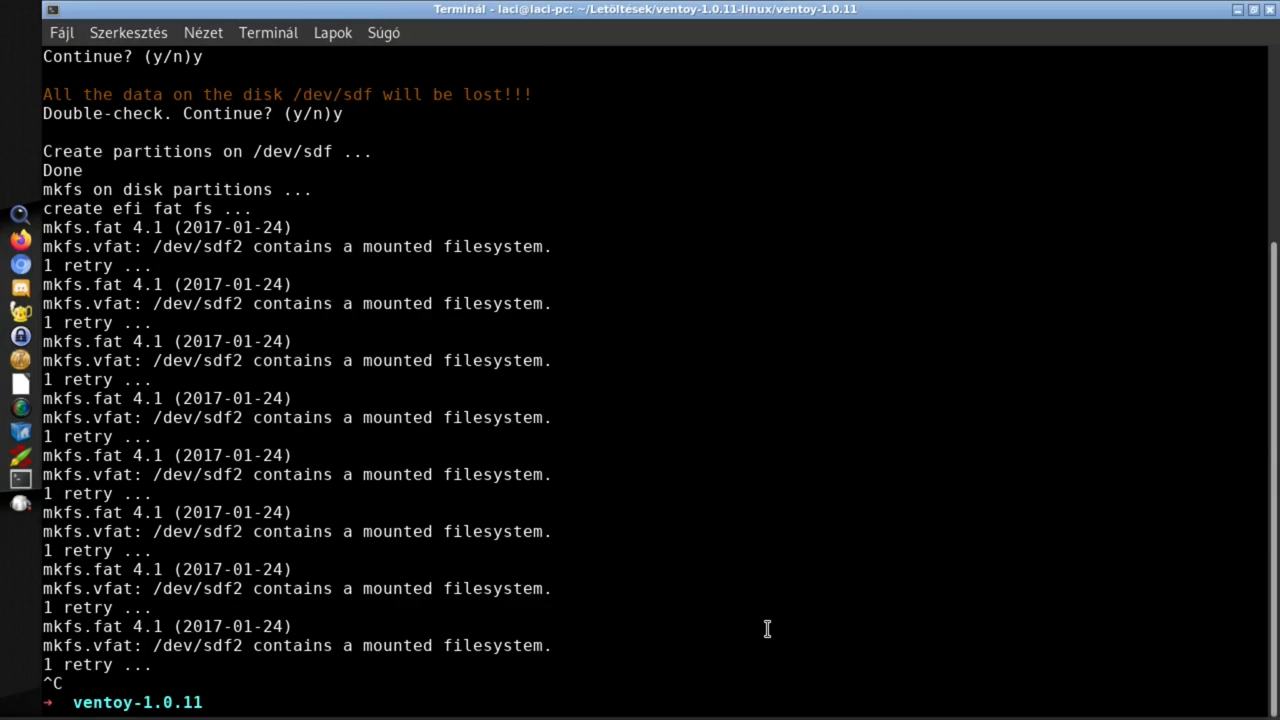 Terminál - laci@laci-pc: ~/Letöltések/ventoy-1.0.11-linux/ventoy-1.0.11
Fájl Szerkesztés Nézet Terminál Lapok Súgó
Continue? (y/n)y
All the data on the disk /dev/sdf will be lost!!!
Double-check. Continue? (y/n)y
Create partitions on /dev/sdf ...
Done
mkfs on disk partitions ...
create efi fat fs ...
mkfs.fat 4.1 (2017-01-24)
mkfs.vfat: /dev/sdf2 contains a mounted filesystem.
1 retry ...
mkfs.fat 4.1 (2017-01-24)
mkfs.vfat: /dev/sdf2 contains a mounted filesystem.
1 retry ...
mkfs.fat 4.1 (2017-01-24)
mkfs.vfat: /dev/sdf2 contains a mounted filesystem.
1 retry ...
mkfs.fat 4.1 (2017-01-24)
mkfs.vfat: /dev/sdf2 contains a mounted filesystem.
1 retry ...
mkfs.fat 4.1 (2017-01-24)
mkfs.vfat: /dev/sdf2 contains a mounted filesystem.
1 retry ...
mkfs.fat 4.1 (2017-01-24)
mkfs.vfat: /dev/sdf2 contains a mounted filesystem.
1 retry ...
mkfs.fat 4.1 (2017-01-24)
mkfs.vfat: /dev/sdf2 contains a mounted filesystem.
1 retry ...
mkfs.fat 4.1 (2017-01-24)
mkfs.vfat: /dev/sdf2 contains a mounted filesystem.
1 retry ...
^C
➜ ventoy-1.0.11